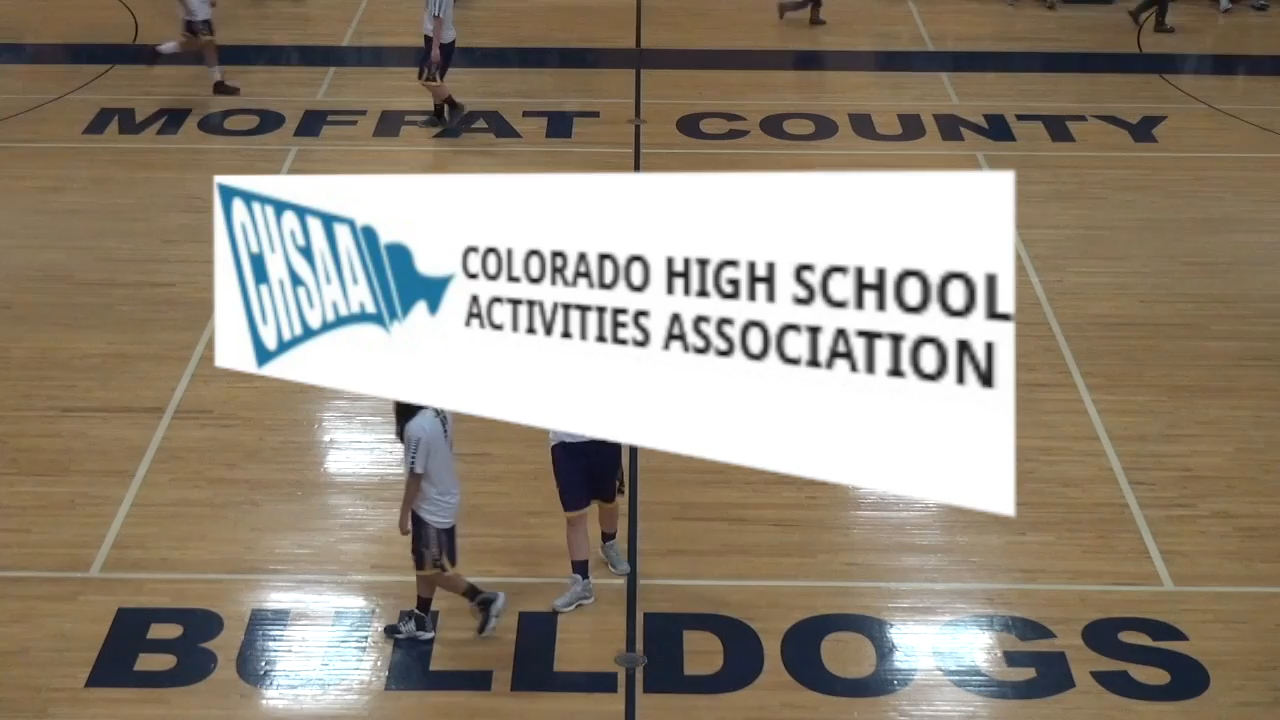 MOFFAT COUNTY
CHSAA
COLORADO HIGH SCHOOL
ACTIVITIES ASSOCIATION
BULLDOGS